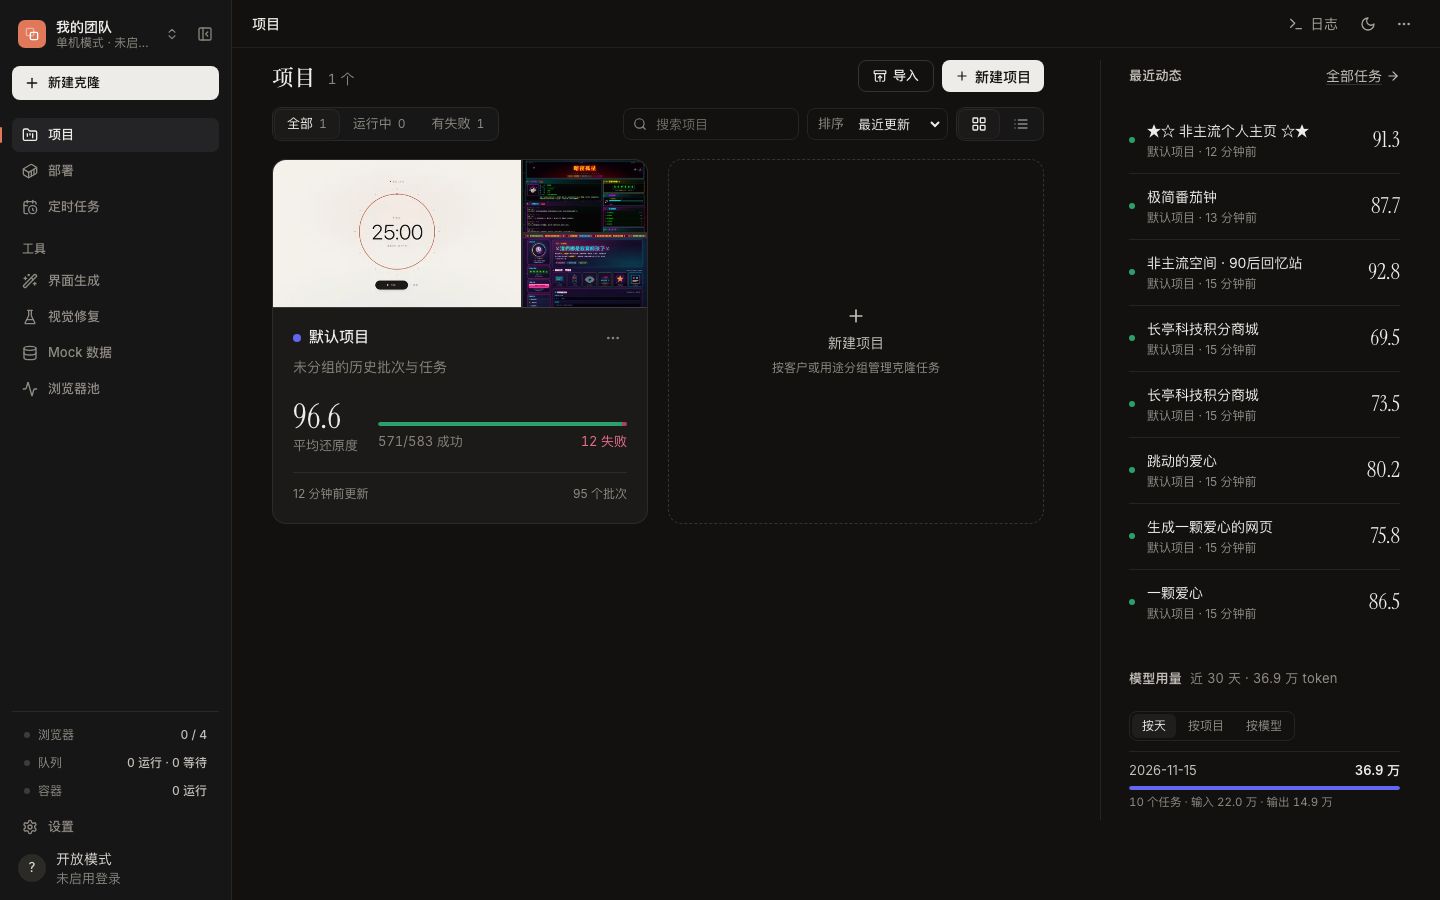 我的团队
单机模式 · 未启...
新建克隆
项目
部署
定时任务
工具
界面生成
视觉修复
Mock 数据
浏览器池
浏览器 0 / 4
队列 0 运行 · 0 等待
容器 0 运行
设置
?
开放模式
未启用登录
项目
日志
项目 1 个
导入
新建项目
全部 1 运行中 0 有失败 1
搜索项目
排序 最近更新
25:00
默认项目
未分组的历史批次与任务
96.6
平均还原度
571/583 成功
12 失败
12 分钟前更新
95 个批次
新建项目
按客户或用途分组管理克隆任务
最近动态
全部任务
★☆ 非主流个人主页 ☆★
默认项目 · 12 分钟前
91.3
极简番茄钟
默认项目 · 13 分钟前
87.7
非主流空间 · 90后回忆站
默认项目 · 15 分钟前
92.8
长亭科技积分商城
默认项目 · 15 分钟前
69.5
长亭科技积分商城
默认项目 · 15 分钟前
73.5
跳动的爱心
默认项目 · 15 分钟前
80.2
生成一颗爱心的网页
默认项目 · 15 分钟前
75.8
一颗爱心
默认项目 · 15 分钟前
86.5
模型用量 近 30 天 · 36.9 万 token
按天 按项目 按模型
2026-11-15 36.9 万
10 个任务 · 输入 22.0 万 · 输出 14.9 万